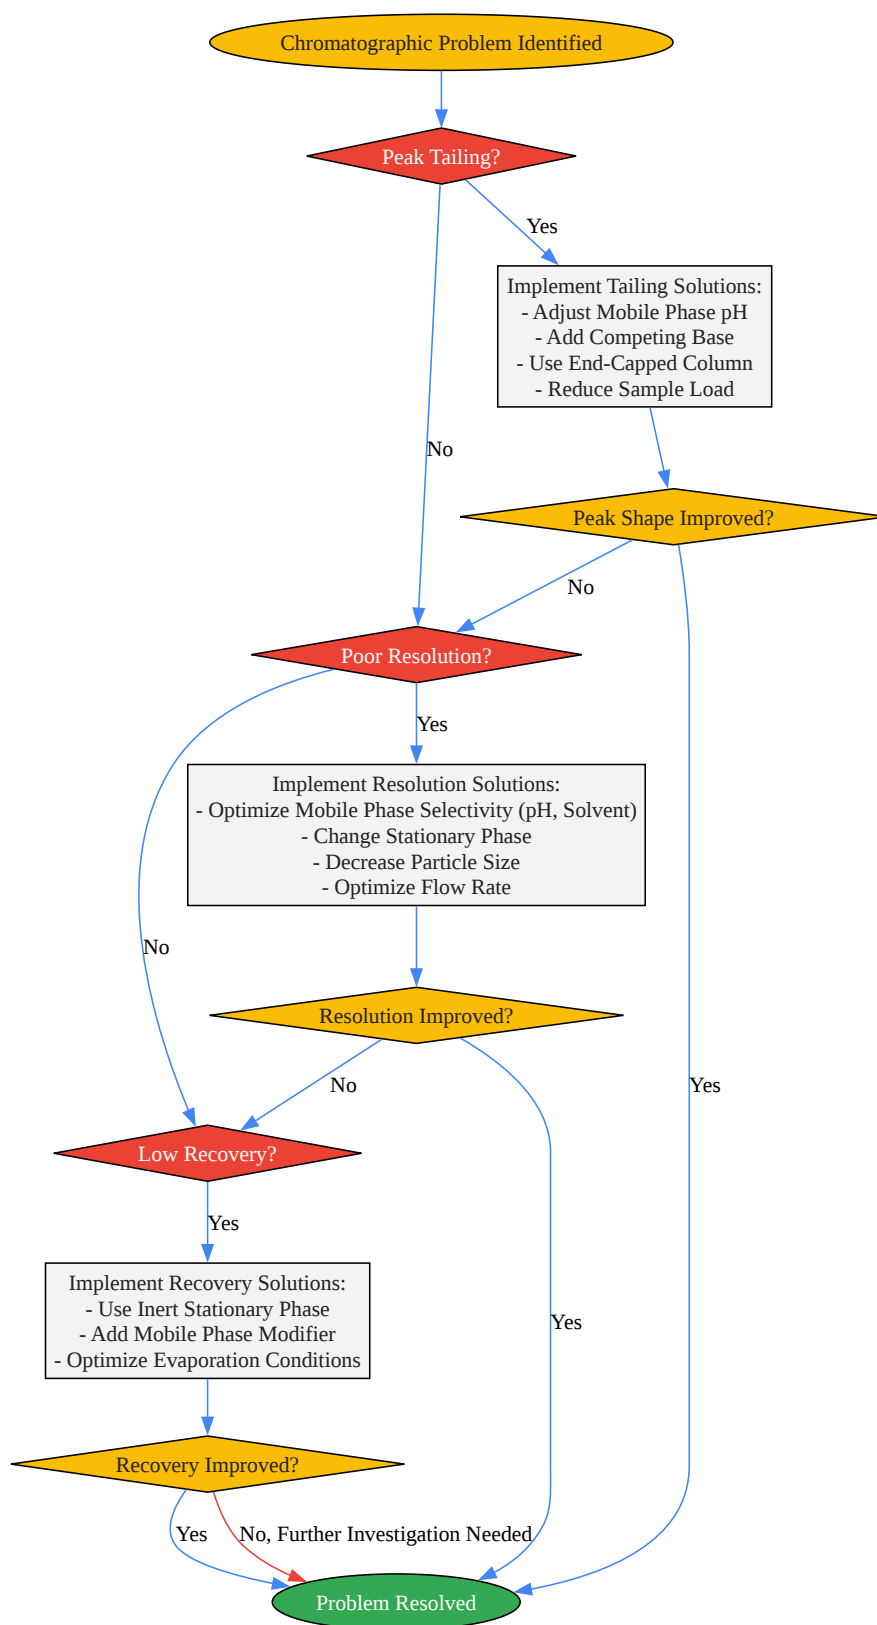 Chromatographic Problem Identified
Peak Tailing?
Yes
Implement Tailing Solutions:
- Adjust Mobile Phase pH
- Add Competing Base
- Use End-Capped Column
- Reduce Sample Load
No
Peak Shape Improved?
No
Poor Resolution?
Yes
Implement Resolution Solutions:
- Optimize Mobile Phase Selectivity (pH, Solvent)
- Change Stationary Phase
- Decrease Particle Size
- Optimize Flow Rate
No
Resolution Improved?
No
Yes
Low Recovery?
Yes
Implement Recovery Solutions:
- Use Inert Stationary Phase
- Add Mobile Phase Modifier
- Optimize Evaporation Conditions
Yes
Recovery Improved?
Yes
No, Further Investigation Needed
Problem Resolved